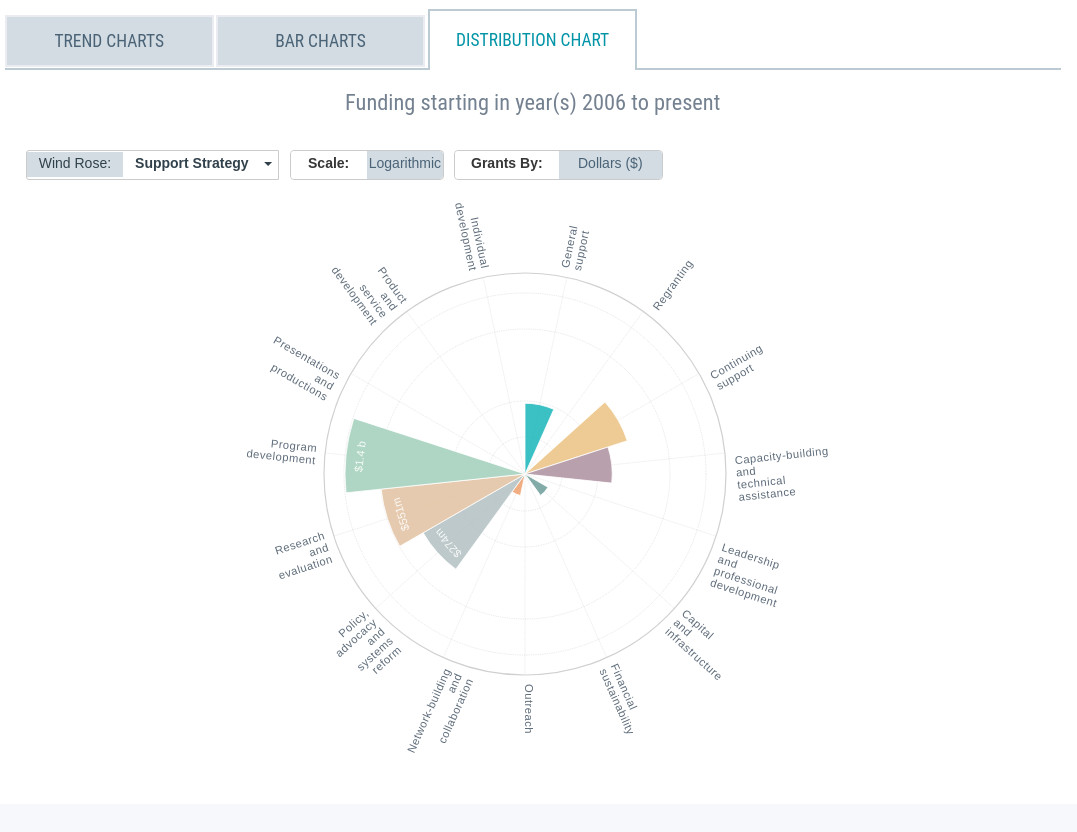 TREND CHARTS
BAR CHARTS
DISTRIBUTION CHART
Funding starting in year(s) 2006 to present
Wind Rose:
Support Strategy
Scale:
Logarithmic
Grants By:
Dollars ($)
Individual
development
General
support
Regranting
Continuing
support
Capacity-building
and
technical
assistance
Leadership
and
professional
development
Capital
and
infrastructure
Financial
sustainability
Outreach
Network-building
and
collaboration
Policy,
advocacy
and
systems
reform
Research
and
evaluation
Program
development
Presentations
and
productions
Product
and
service
development
$1.4 b
$551m
$274m